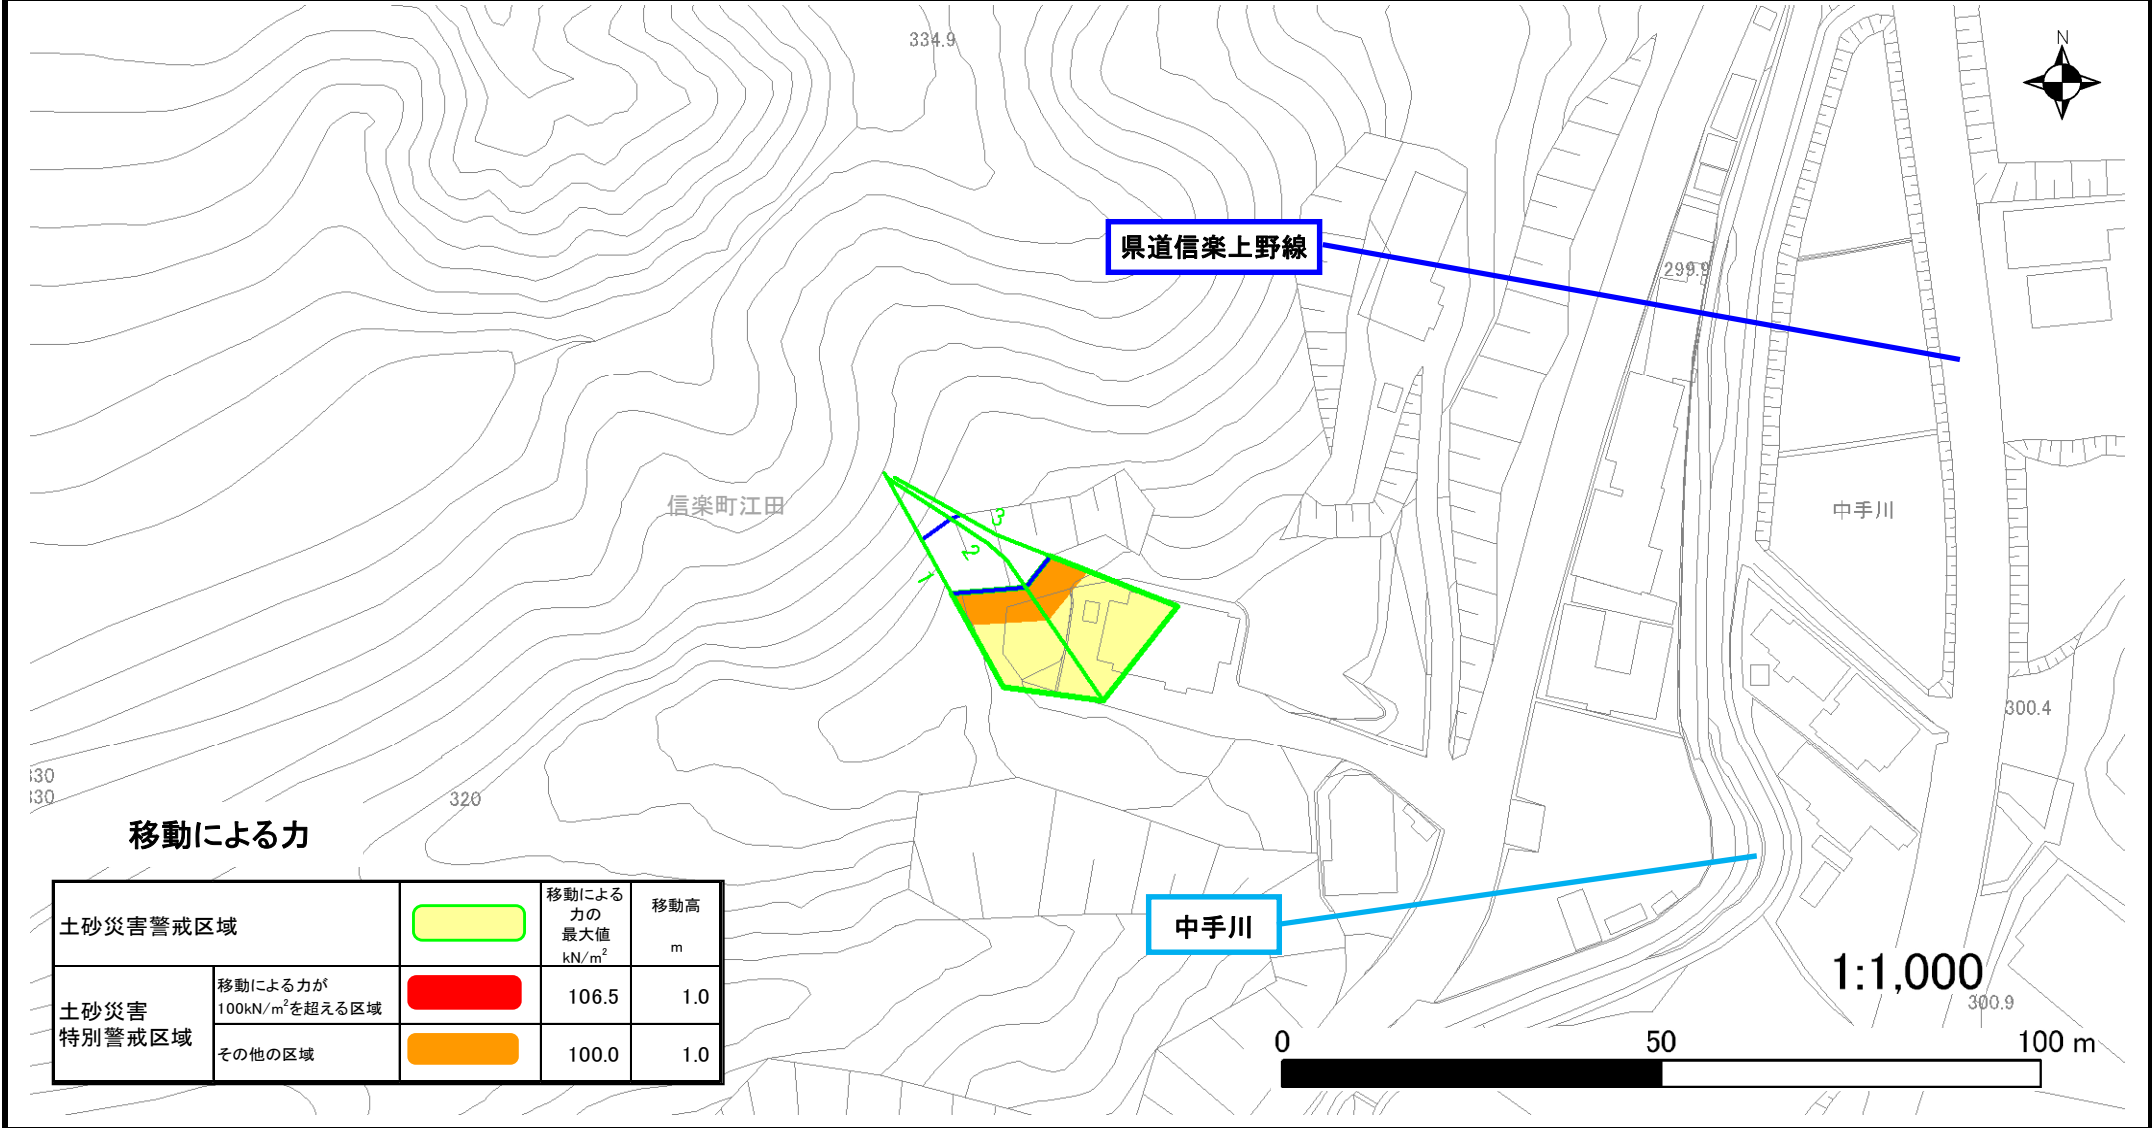 334.9
N
県道信楽上野線
299.9
信楽町江田
中手川
3
2
1
300.4
330
330
320
移動による力
土砂災害警戒区域
移動による
力の
最大値
kN/m²
移動高
m
土砂災害
特別警戒区域
移動による力が
100kN/m²を超える区域
106.5
1.0
その他の区域
100.0
1.0
中手川
1:1,000
300.9
0
50
100 m